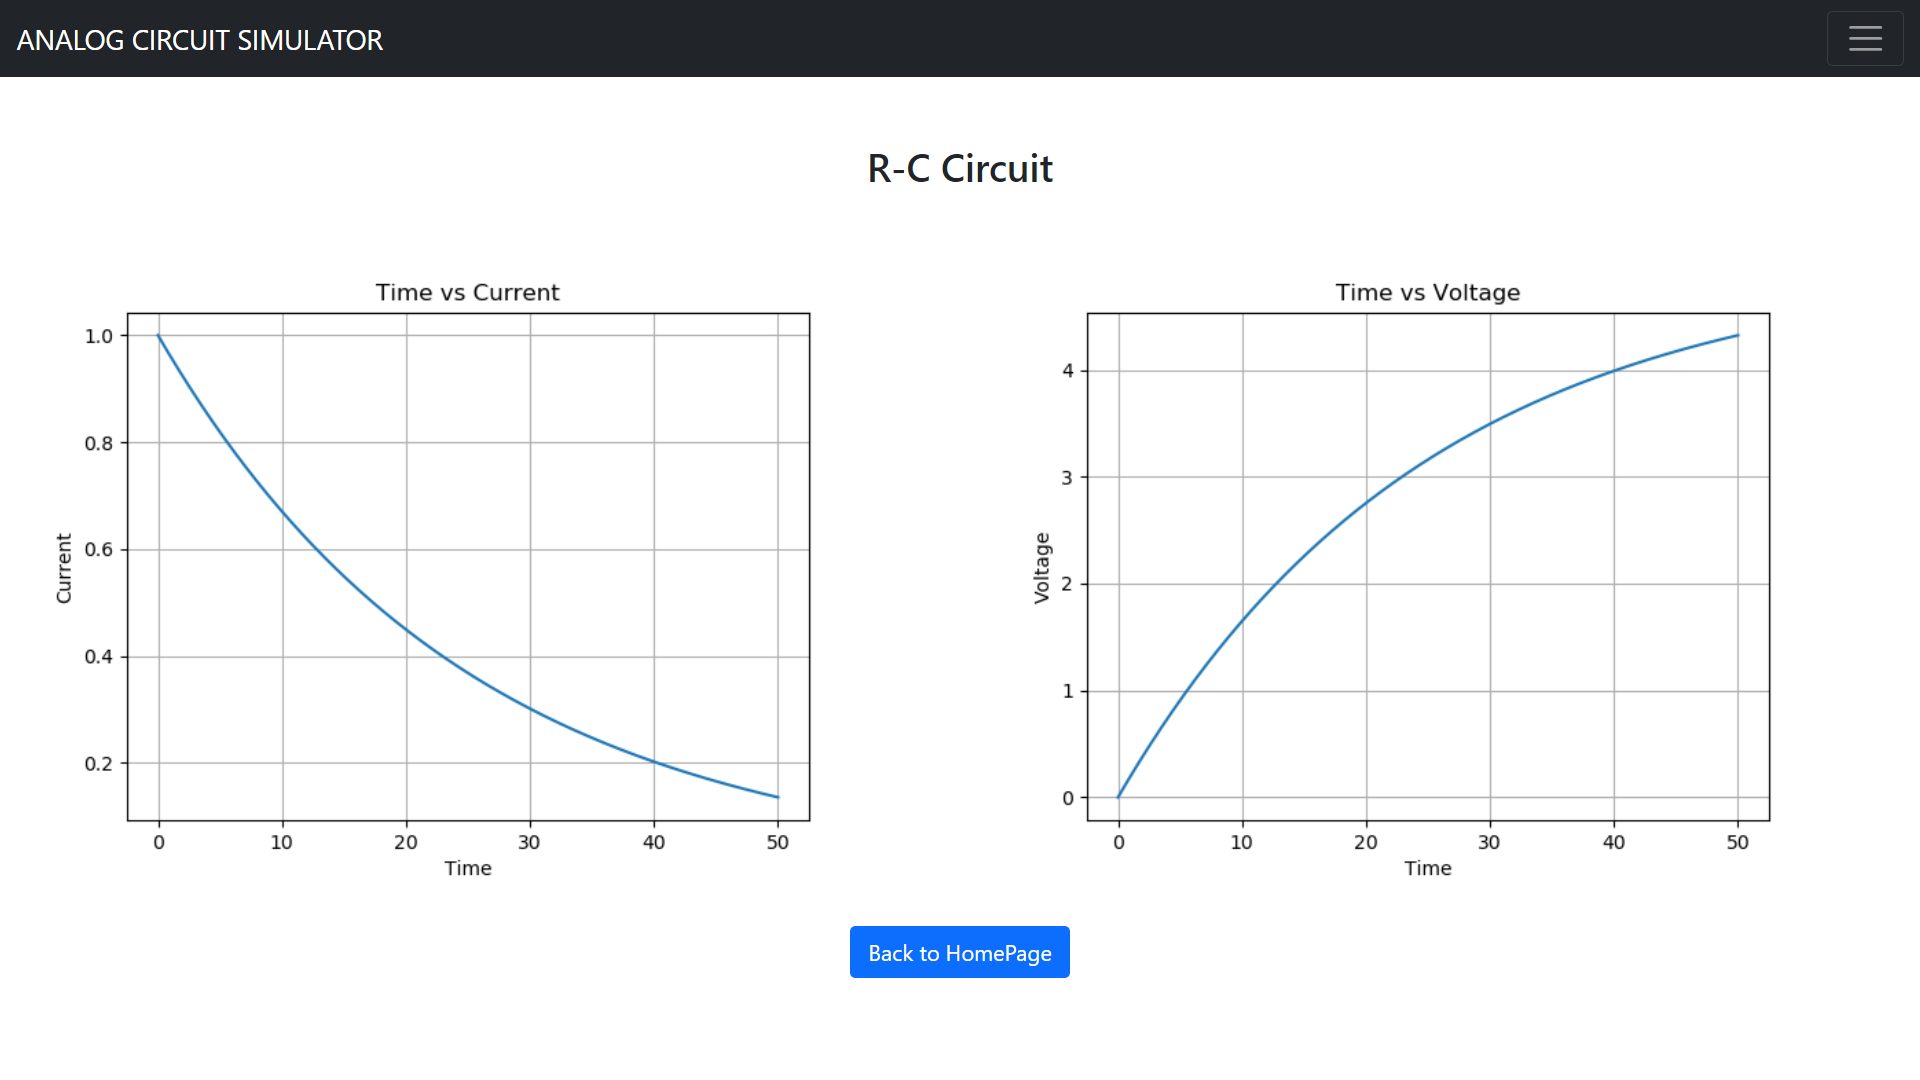 ANALOG CIRCUIT SIMULATOR
R-C Circuit
Time vs Current
1.0
0.8
0.6
0.4
0.2
Current
0 10 20 30 40 50
Time
Time vs Voltage
4
3
2
1
0
Voltage
0 10 20 30 40 50
Time
Back to HomePage